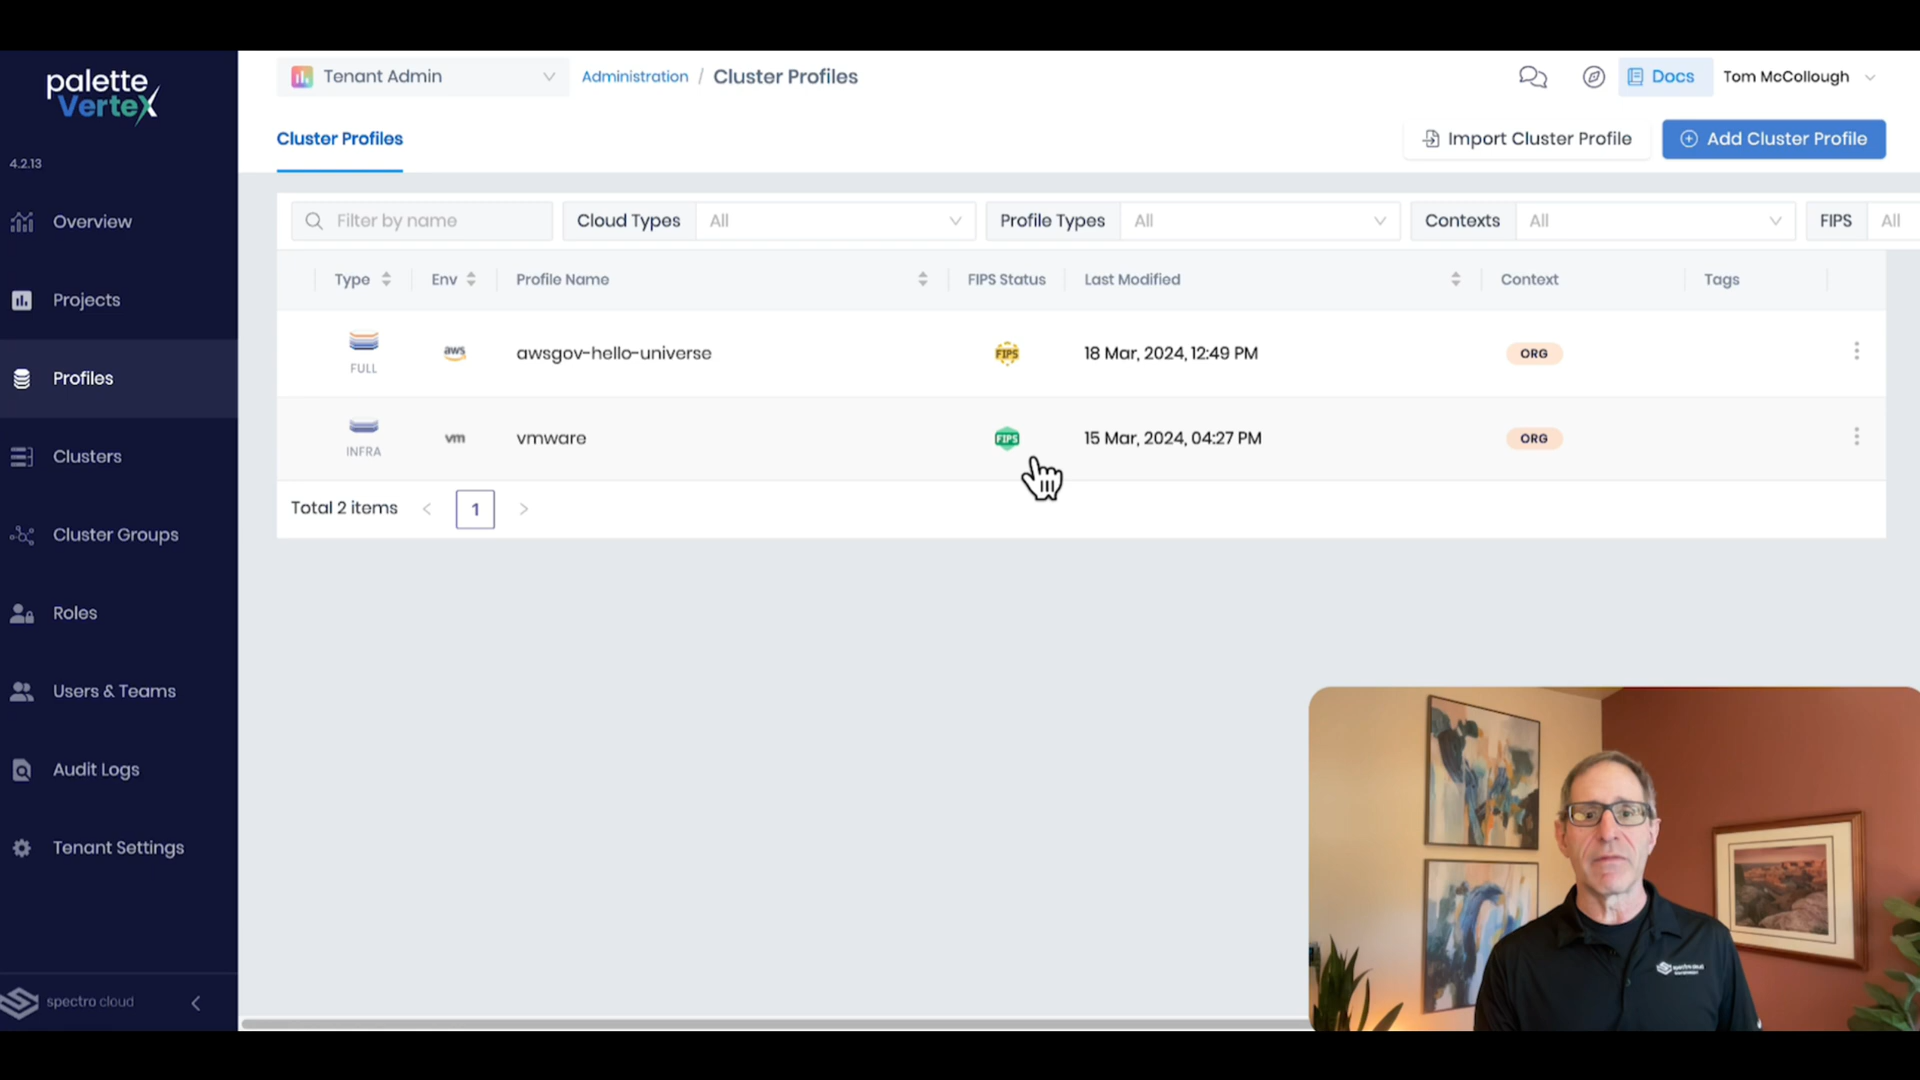 palette
VerteX
4.2.13
Overview
Projects
Profiles
Clusters
Cluster Groups
Roles
Users & Teams
Audit Logs
Tenant Settings
spectro cloud
Tenant Admin
Administration / Cluster Profiles
Docs
Tom McCollough
Cluster Profiles
Import Cluster Profile
Add Cluster Profile
Filter by name
Cloud Types All
Profile Types All
Contexts All
FIPS All
Type Env Profile Name FIPS Status Last Modified Context Tags
FULL aws awsgov-hello-universe FIPS 18 Mar, 2024, 12:49 PM ORG
INFRA vm vmware FIPS 15 Mar, 2024, 04:27 PM ORG
Total 2 items < 1 >
spectro cloud